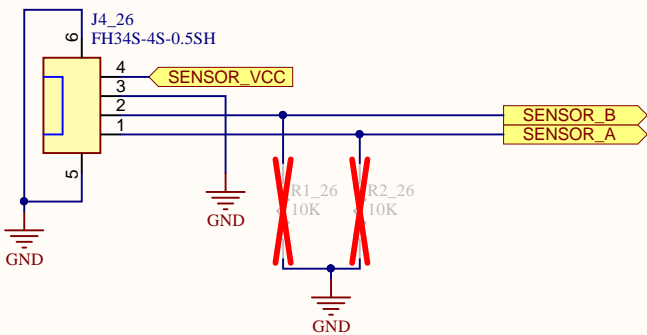 J4_26
FH34S-4S-0.5SH
6
4
SENSOR_VCC
3
2
SENSOR_B
1
SENSOR_A
5
R1_26
R2_26
10K
10K
GND
GND
GND